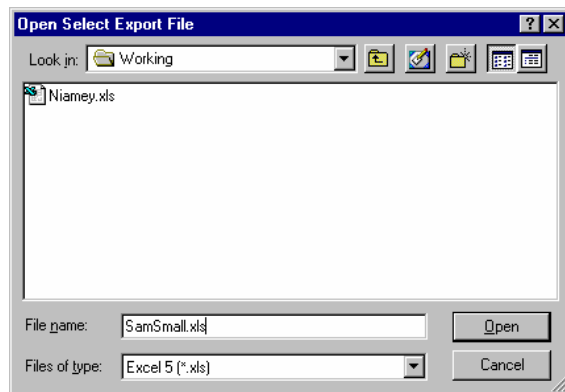 Open Select Export File
Look in: Working
Niamey.xls
File name: SamSmall.xls Open
Files of type: Excel 5 (*.xls) Cancel